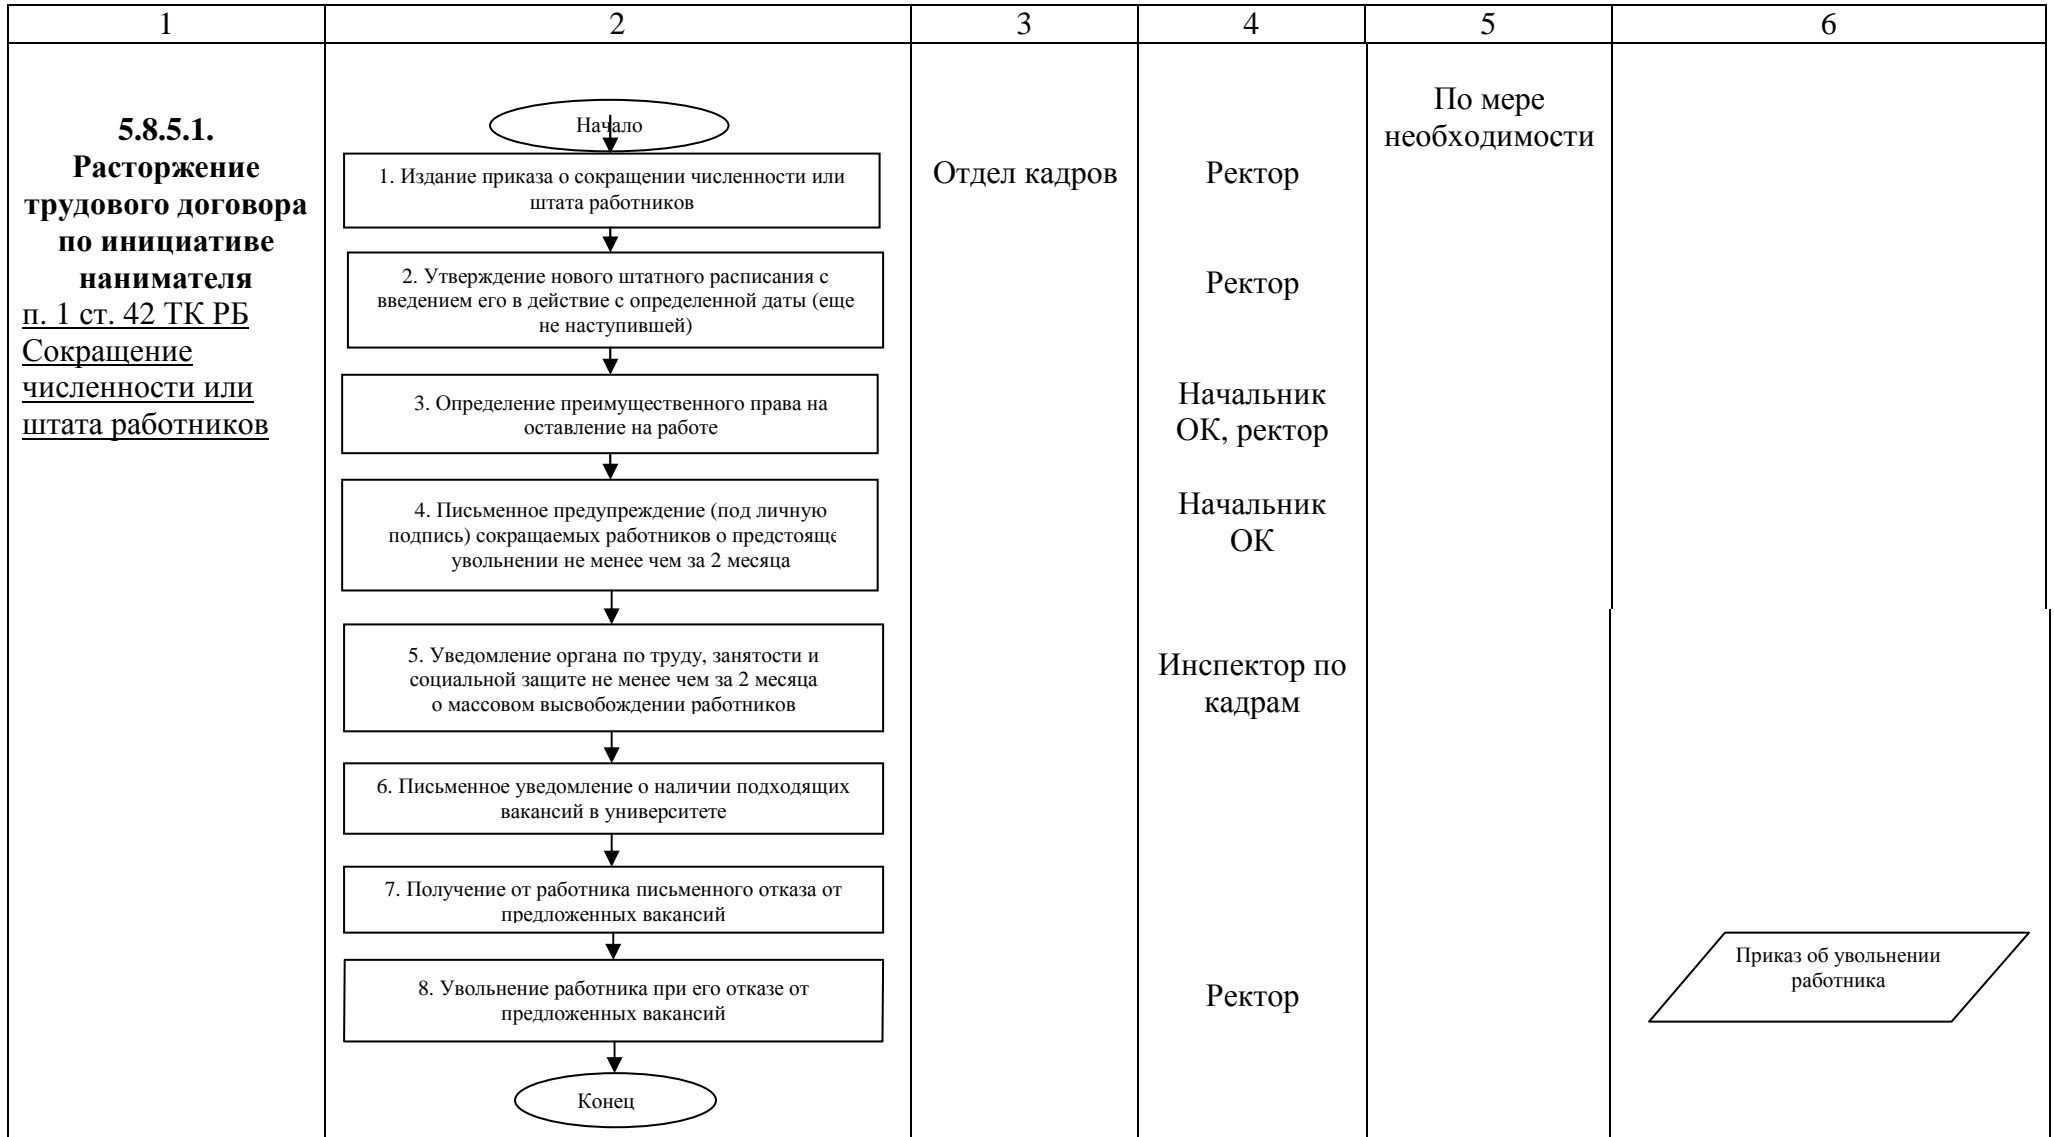 1 2 3 4 5 6
5.8.5.1.
Расторжение
трудового договора
по инициативе
нанимателя
п. 1 ст. 42 ТК РБ
Сокращение
численности или
штата работников
Начало
1. Издание приказа о сокращении численности или
штата работников
2. Утверждение нового штатного расписания с
введением его в действие с определенной даты (еще
не наступившей)
3. Определение преимущественного права на
оставление на работе
4. Письменное предупреждение (под личную
подпись) сокращаемых работников о предстояще
увольнении не менее чем за 2 месяца
5. Уведомление органа по труду, занятости и
социальной защите не менее чем за 2 месяца
о массовом высвобождении работников
6. Письменное уведомление о наличии подходящих
вакансий в университете
7. Получение от работника письменного отказа от
предложенных вакансий
8. Увольнение работника при его отказе от
предложенных вакансий
Конец
Отдел кадров
Ректор
Ректор
Начальник
ОК, ректор
Начальник
ОК
Инспектор по
кадрам
Ректор
По мере
необходимости
Приказ об увольнении
работника